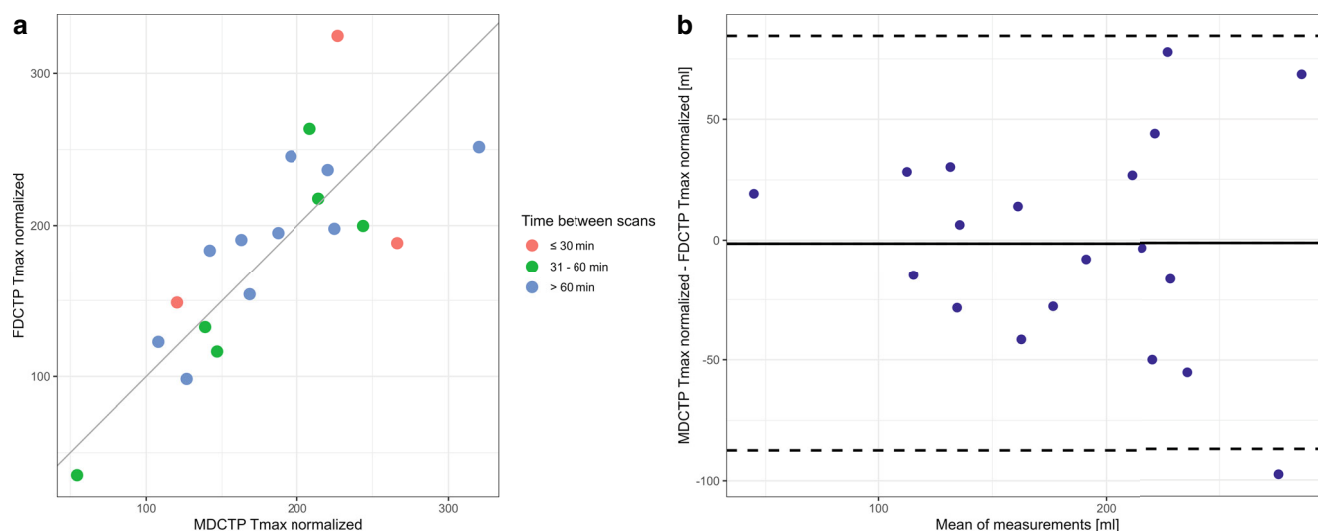 a
FDCTP Tmax normalized
300
200
100
100
200
300
MDCTP Tmax normalized
Time between scans
≤ 30 min
31 - 60 min
> 60 min
b
MDCTP Tmax normalized - FDCTP Tmax normalized [ml]
50
0
-50
-100
100
200
Mean of measurements [ml]